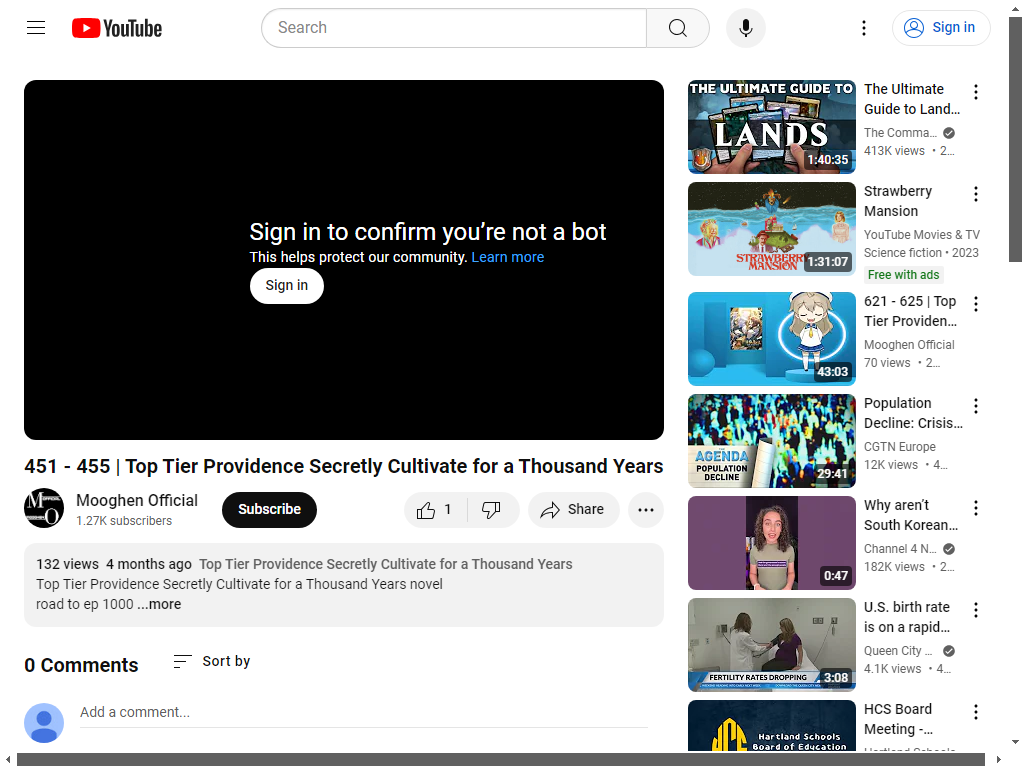 YouTube
Search
Sign in
Sign in to confirm you’re not a bot
This helps protect our community. Learn more
Sign in
451 - 455 | Top Tier Providence Secretly Cultivate for a Thousand Years
Mooghen Official
1.27K subscribers
Subscribe
1
Share
132 views 4 months ago Top Tier Providence Secretly Cultivate for a Thousand Years
Top Tier Providence Secretly Cultivate for a Thousand Years novel
road to ep 1000 ...more
0 Comments
Sort by
Add a comment...
THE ULTIMATE GUIDE TO
LANDS
1:40:35
The Ultimate
Guide to Land…
The Comma…
413K views • 2…
STRAWBERRY
MANSION
1:31:07
Strawberry
Mansion
YouTube Movies & TV
Science fiction • 2023
Free with ads
43:03
621 - 625 | Top
Tier Providen…
Mooghen Official
70 views • 2…
AGENDA
POPULATION
DECLINE
29:41
Population
Decline: Crisis…
CGTN Europe
12K views • 4…
0:47
Why aren’t
South Korean…
Channel 4 N…
182K views • 2…
FERTILITY RATES DROPPING
3:08
U.S. birth rate
is on a rapid…
Queen City …
4.1K views • 4…
Hartland Schools
Board of Education
HCS Board
Meeting -…
Hartland Schools